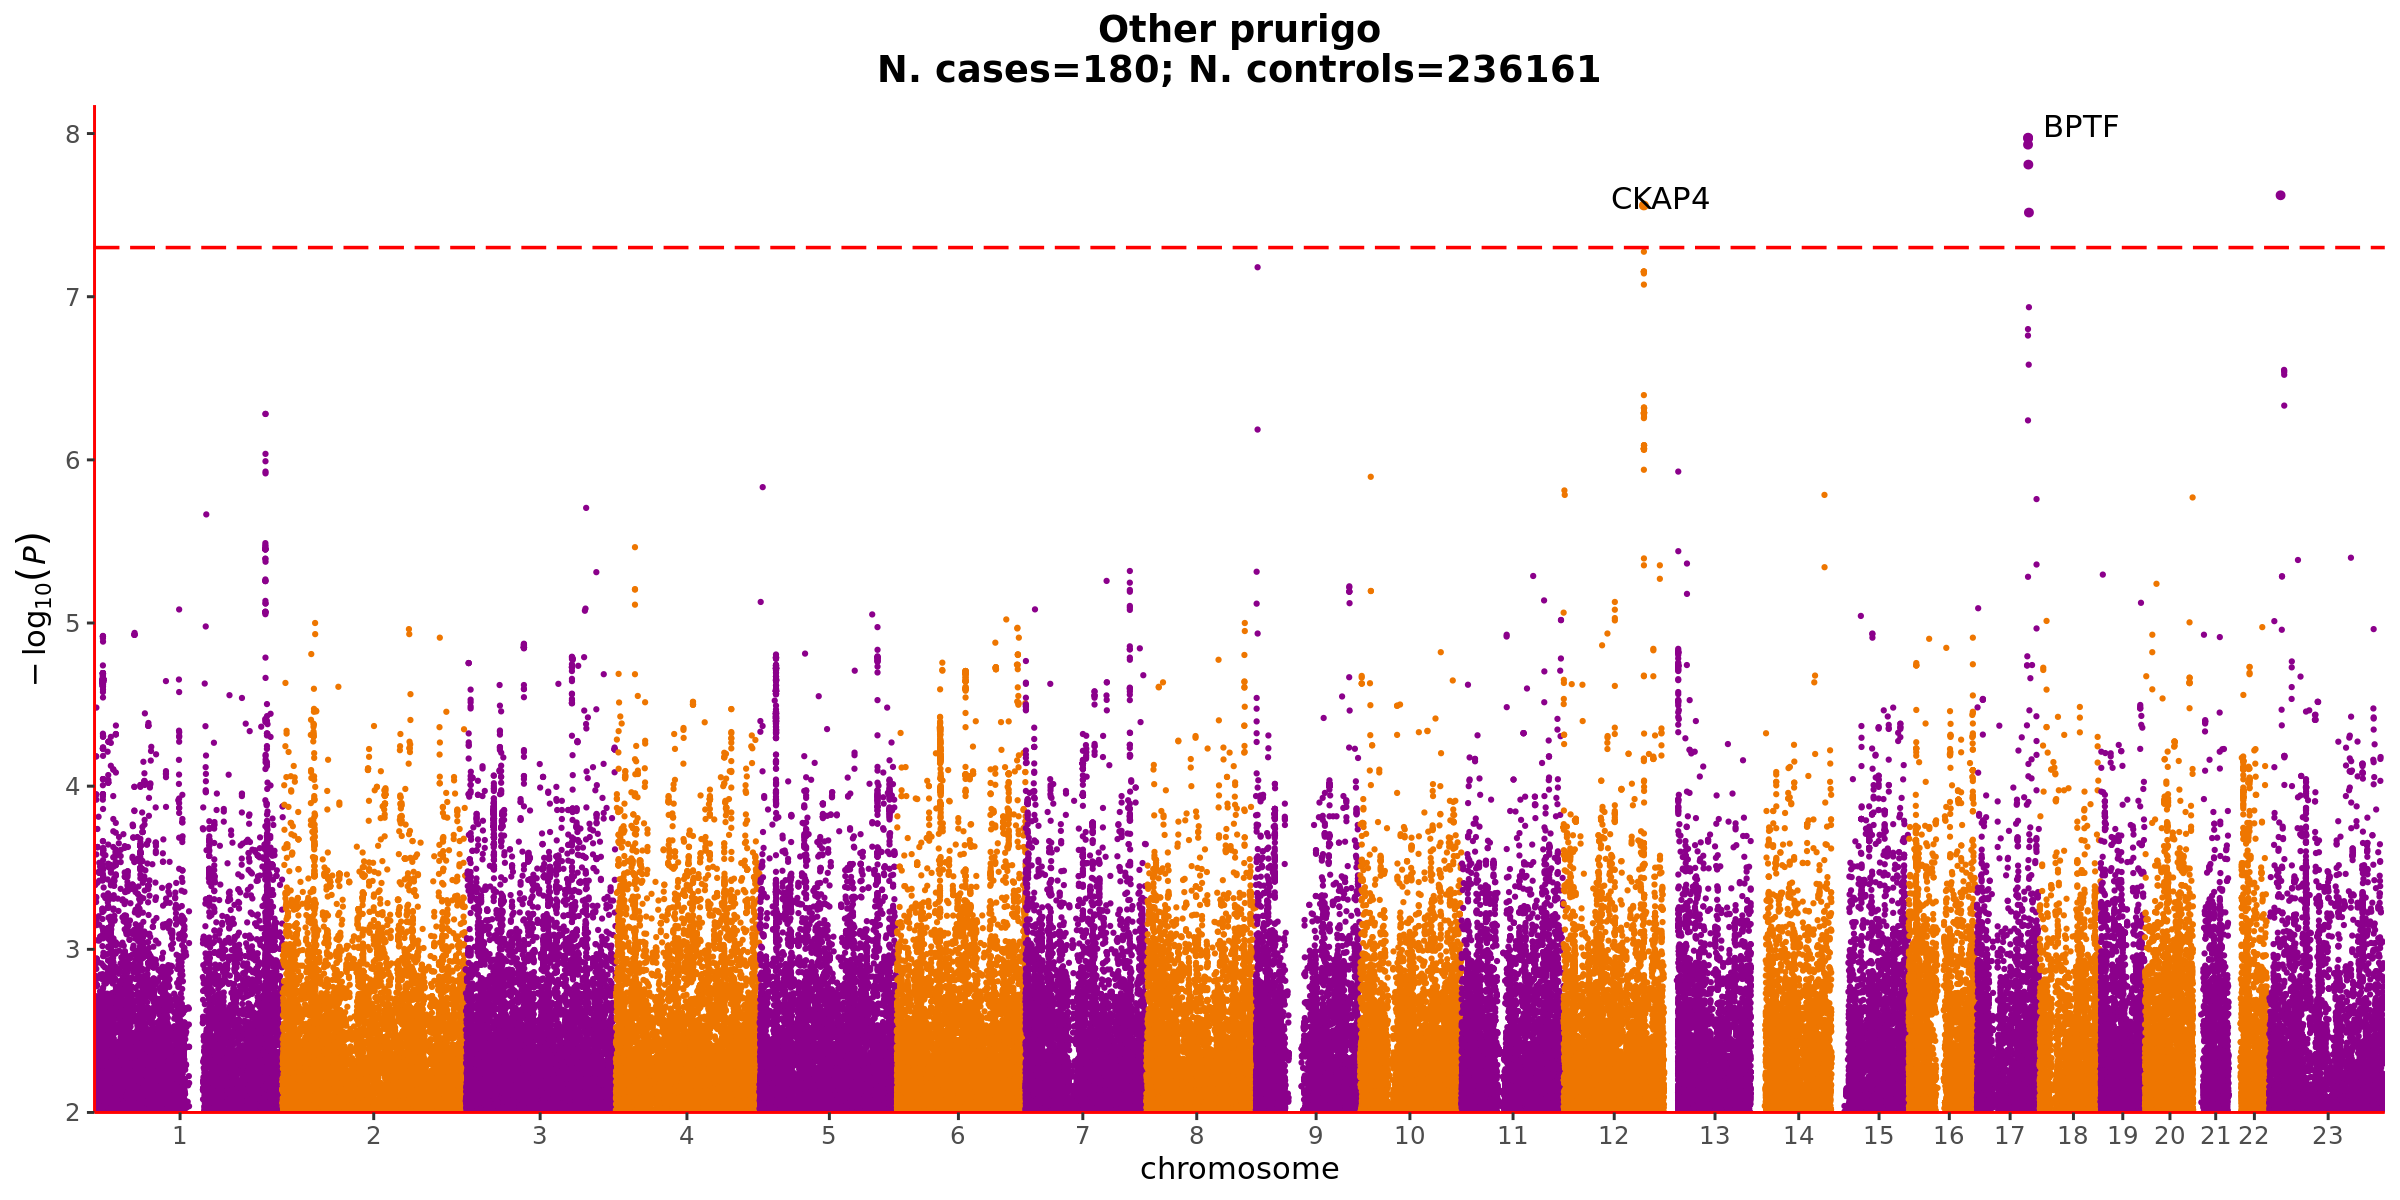 Other prurigo
N. cases=180; N. controls=236161
8
7
6
5
4
3
2
−log10(P)
CKAP4
BPTF
1 2 3 4 5 6 7 8 9 10 11 12 13 14 15 16 17 18 19 20 21 22 23
chromosome